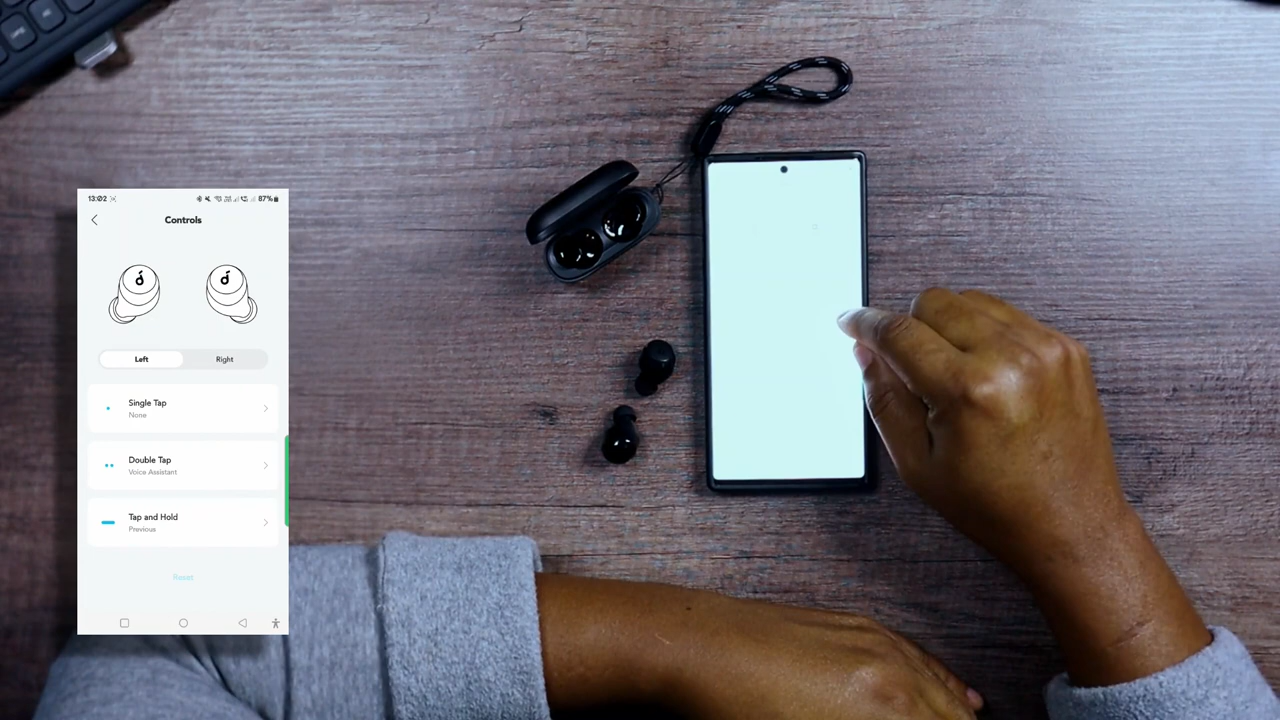 13:02
87%
Controls
Left
Right
Single Tap
None
Double Tap
Voice Assistant
Tap and Hold
Previous
Reset